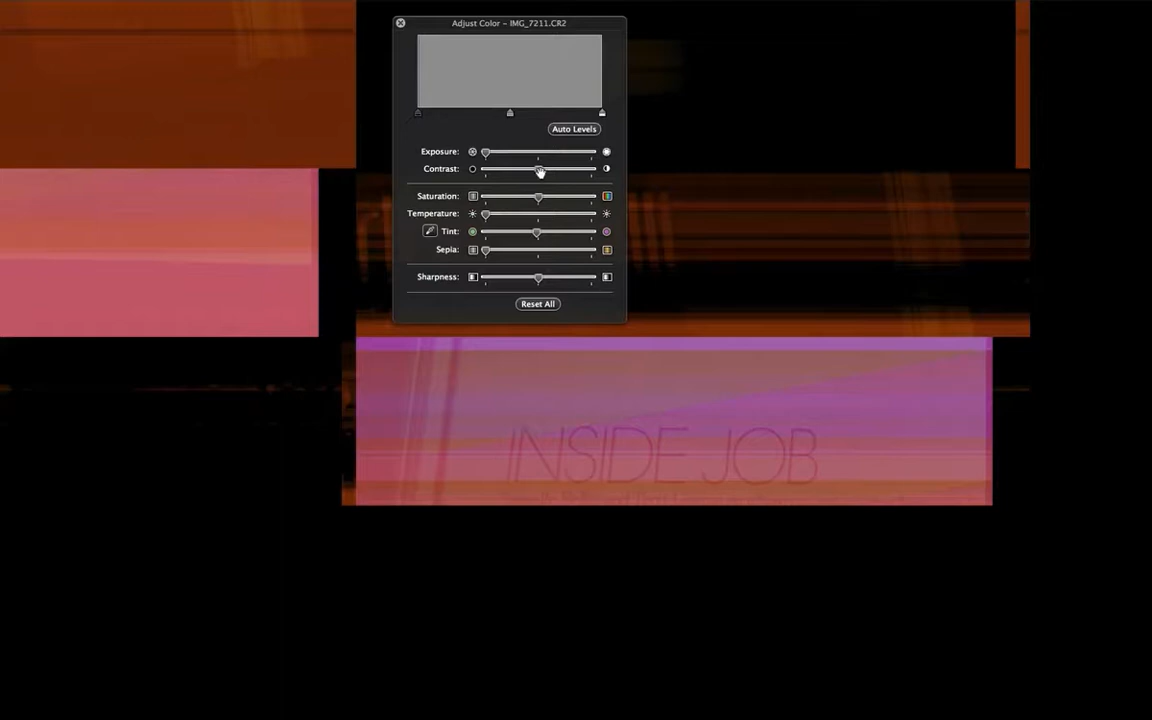 Adjust Color - IMG_7211.CR2
Auto Levels
Exposure:
Contrast:
Saturation:
Temperature:
Tint:
Sepia:
Sharpness:
Reset All
INSIDE JOB